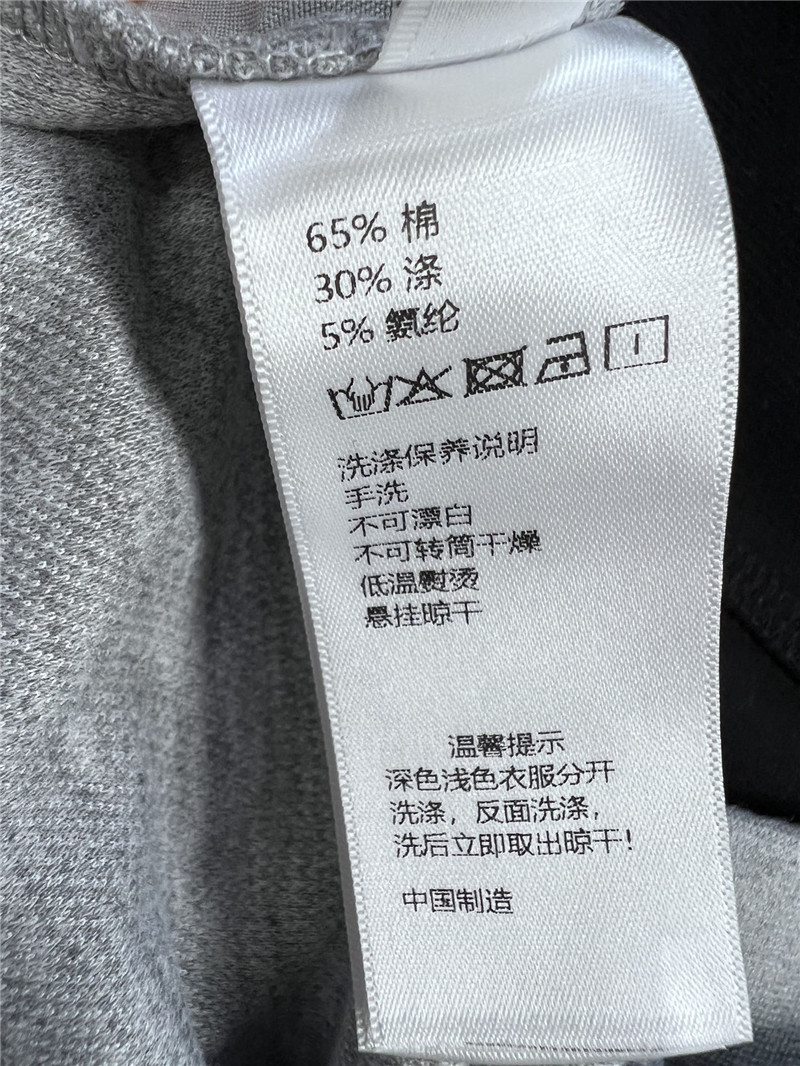 65% 棉
30% 涤
5% 氨纶
洗涤保养说明
手洗
不可漂白
不可转筒干燥
低温熨烫
悬挂晾干
温馨提示
深色浅色衣服分开
洗涤，反面洗涤，
洗后立即取出晾干！
中国制造